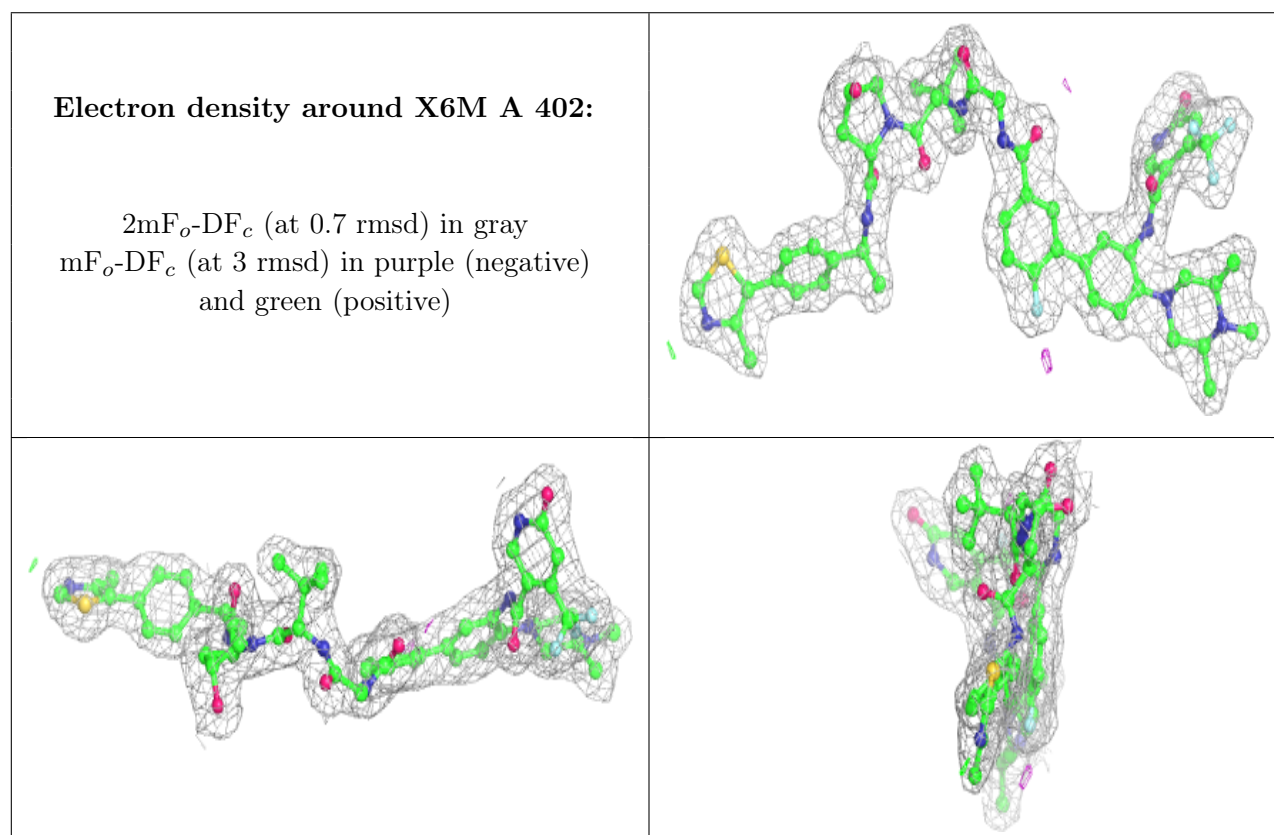 Electron density around X6M A 402:
2mFo-DFc (at 0.7 rmsd) in gray
mFo-DFc (at 3 rmsd) in purple (negative)
and green (positive)